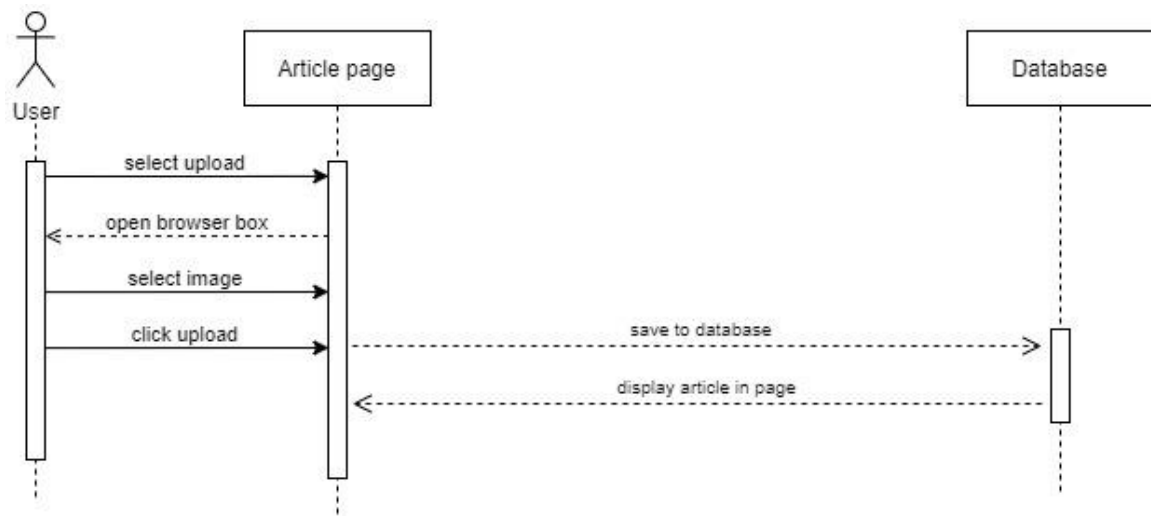 User
Article page
Database
select upload
open browser box
select image
click upload
save to database
display article in page